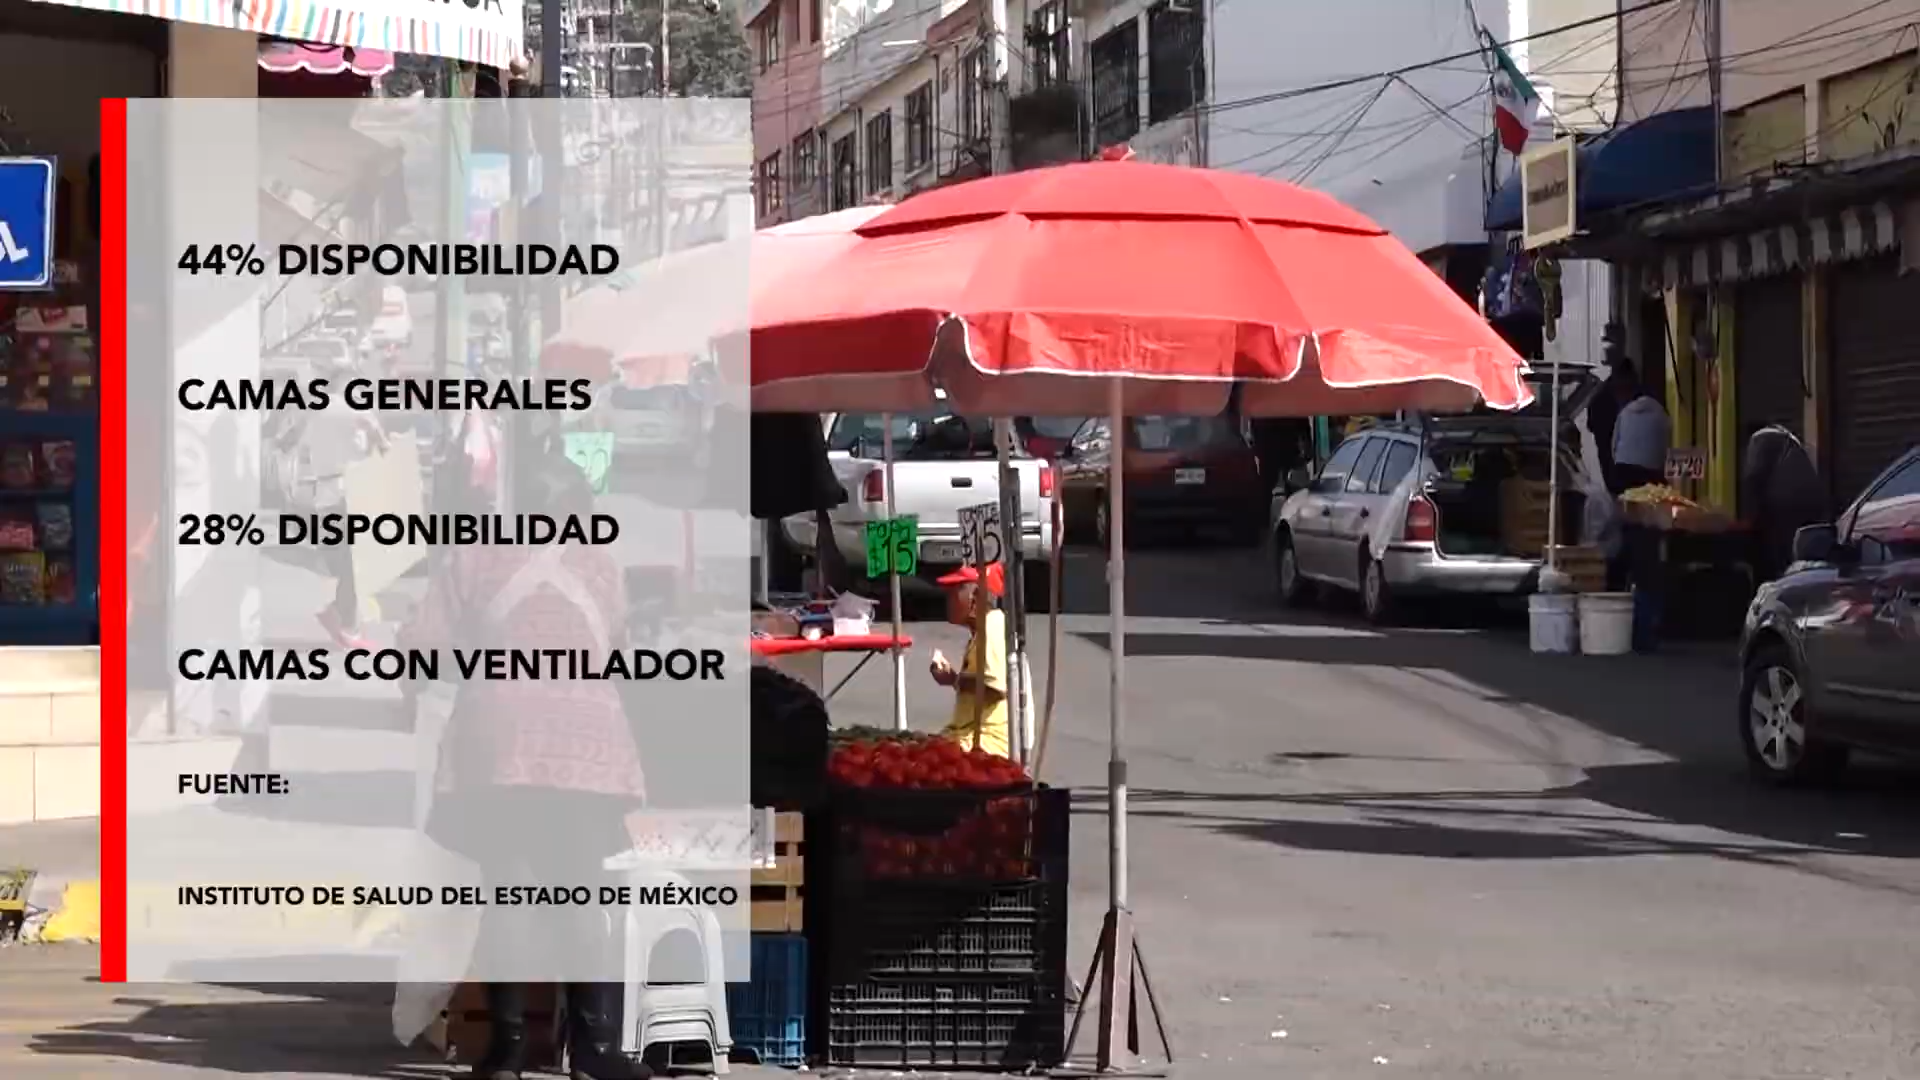 44% DISPONIBILIDAD
CAMAS GENERALES
28% DISPONIBILIDAD
CAMAS CON VENTILADOR
FUENTE:
INSTITUTO DE SALUD DEL ESTADO DE MÉXICO
$15
$15